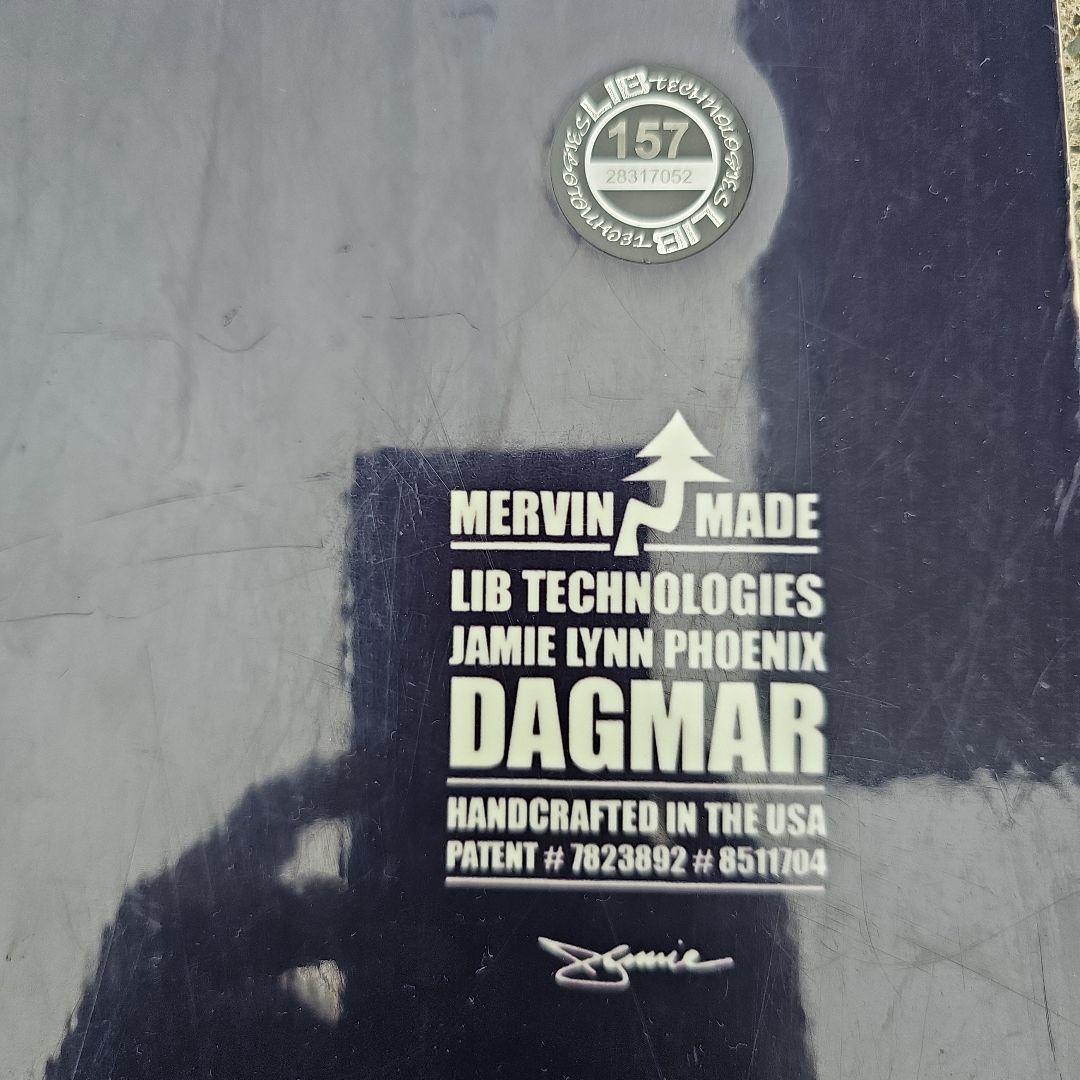 LIB TECHNOLOGIES LIB TECHNOLOGIES
157
28317052
MERVIN MADE
LIB TECHNOLOGIES
JAMIE LYNN PHOENIX
DAGMAR
HANDCRAFTED IN THE USA
PATENT # 7823892 # 8511704
Jamie